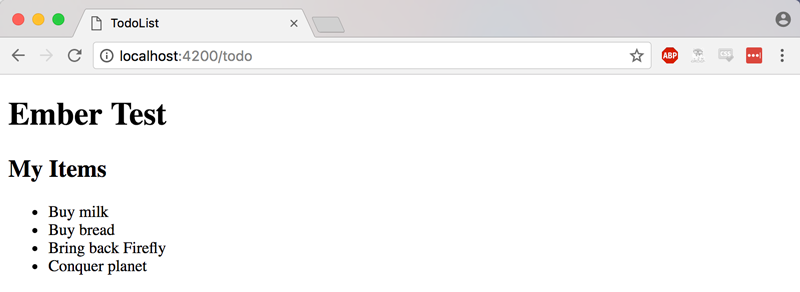 TodoList
localhost:4200/todo
ABP
Ember Test
My Items
Buy milk
Buy bread
Bring back Firefly
Conquer planet